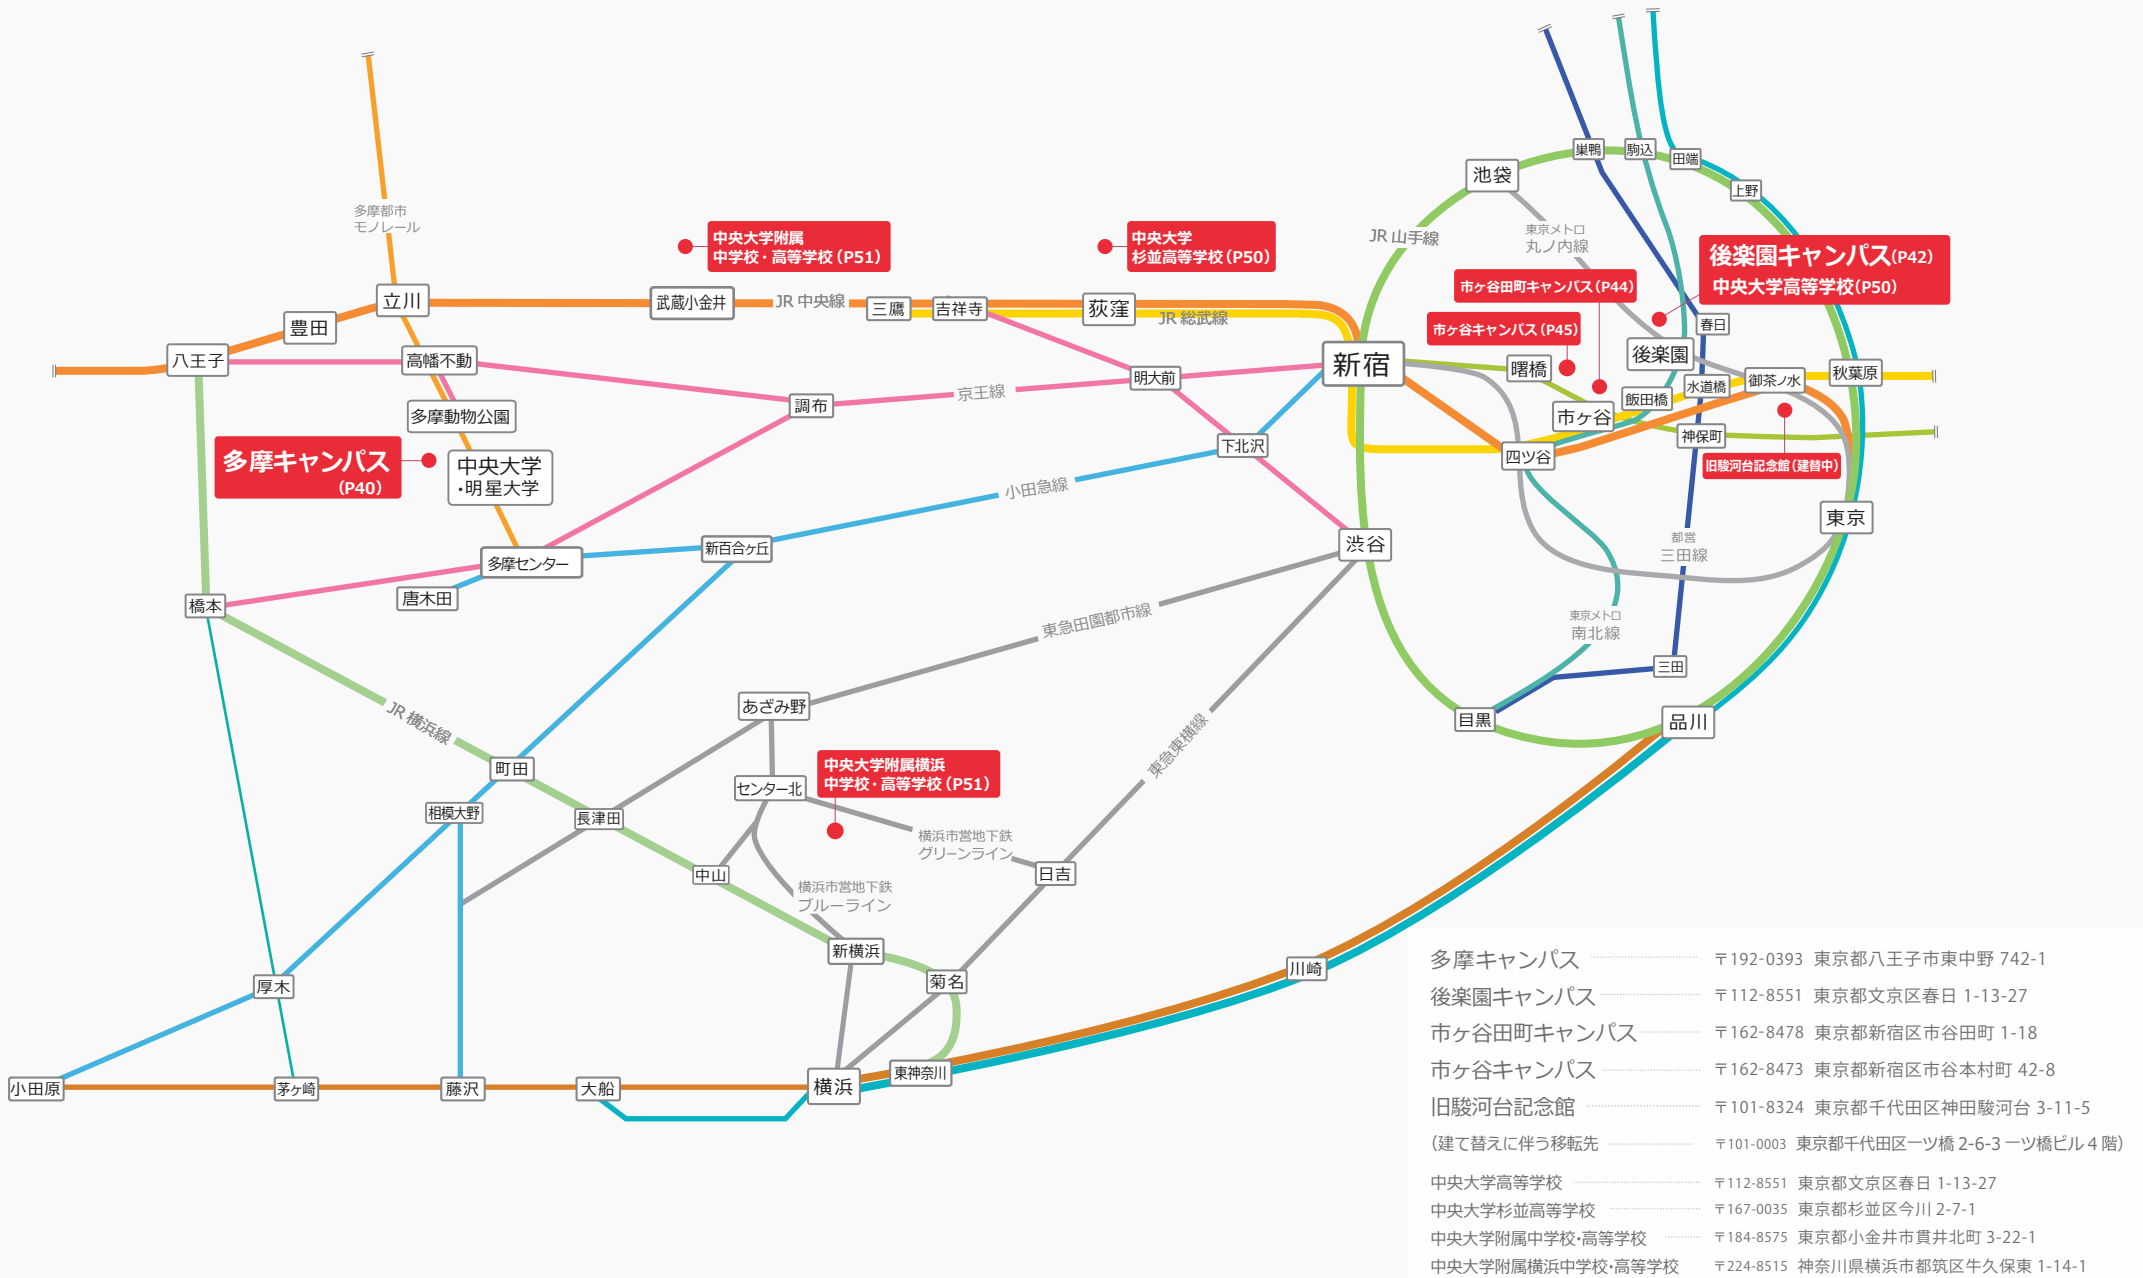 多摩都市
モノレール
中央大学附属
中学校・高等学校（P51）
中央大学
杉並高等学校（P50）
JR 山手線
東京メトロ
丸ノ内線
池袋
巣鴨
駒込
田端
上野
後楽園キャンパス(P42)
中央大学高等学校(P50)
市ヶ谷田町キャンパス（P44）
市ヶ谷キャンパス（P45）
立川
豊田
八王子
武蔵小金井
JR 中央線
三鷹
吉祥寺
荻窪
JR 総武線
新宿
曙橋
市ヶ谷
飯田橋
後楽園
春日
水道橋
御茶ノ水
秋葉原
神保町
四ツ谷
旧駿河台記念館（建替中）
東京
高幡不動
多摩動物公園
中央大学
・明星大学
多摩キャンパス
（P40）
調布
京王線
明大前
下北沢
小田急線
渋谷
多摩センター
新百合ヶ丘
唐木田
橋本
都営
三田線
東京メトロ
南北線
三田
目黒
品川
東急田園都市線
東急東横線
JR 横浜線
あざみ野
センター北
中央大学附属横浜
中学校・高等学校（P51）
町田
相模大野
長津田
中山
横浜市営地下鉄
グリーンライン
横浜市営地下鉄
ブルーライン
日吉
新横浜
菊名
川崎
厚木
小田原
茅ヶ崎
藤沢
大船
横浜
東神奈川
多摩キャンパス 〒192-0393 東京都八王子市東中野 742-1
後楽園キャンパス 〒112-8551 東京都文京区春日 1-13-27
市ヶ谷田町キャンパス 〒162-8478 東京都新宿区市谷田町 1-18
市ヶ谷キャンパス 〒162-8473 東京都新宿区市谷本村町 42-8
旧駿河台記念館 〒101-8324 東京都千代田区神田駿河台 3-11-5
（建て替えに伴う移転先 〒101-0003 東京都千代田区一ツ橋 2-6-3 一ツ橋ビル 4 階）
中央大学高等学校 〒112-8551 東京都文京区春日 1-13-27
中央大学杉並高等学校 〒167-0035 東京都杉並区今川 2-7-1
中央大学附属中学校・高等学校 〒184-8575 東京都小金井市貫井北町 3-22-1
中央大学附属横浜中学校・高等学校 〒224-8515 神奈川県横浜市都筑区牛久保東 1-14-1